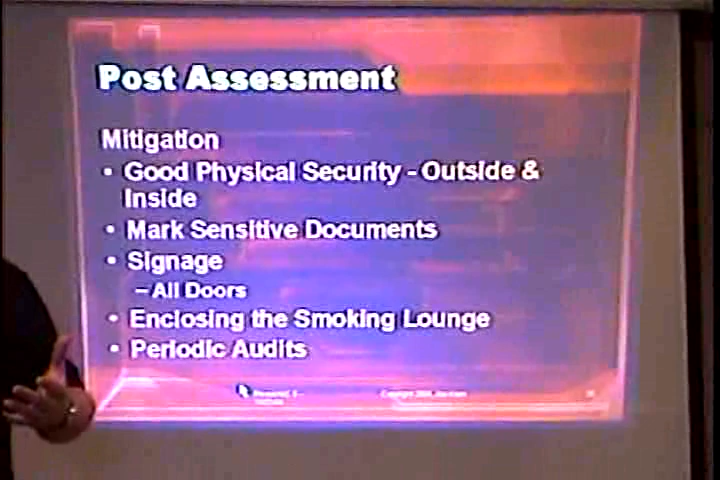 Post Assessment
Mitigation
• Good Physical Security - Outside &
Inside
• Mark Sensitive Documents
• Signage
– All Doors
• Enclosing the Smoking Lounge
• Periodic Audits
Copyright